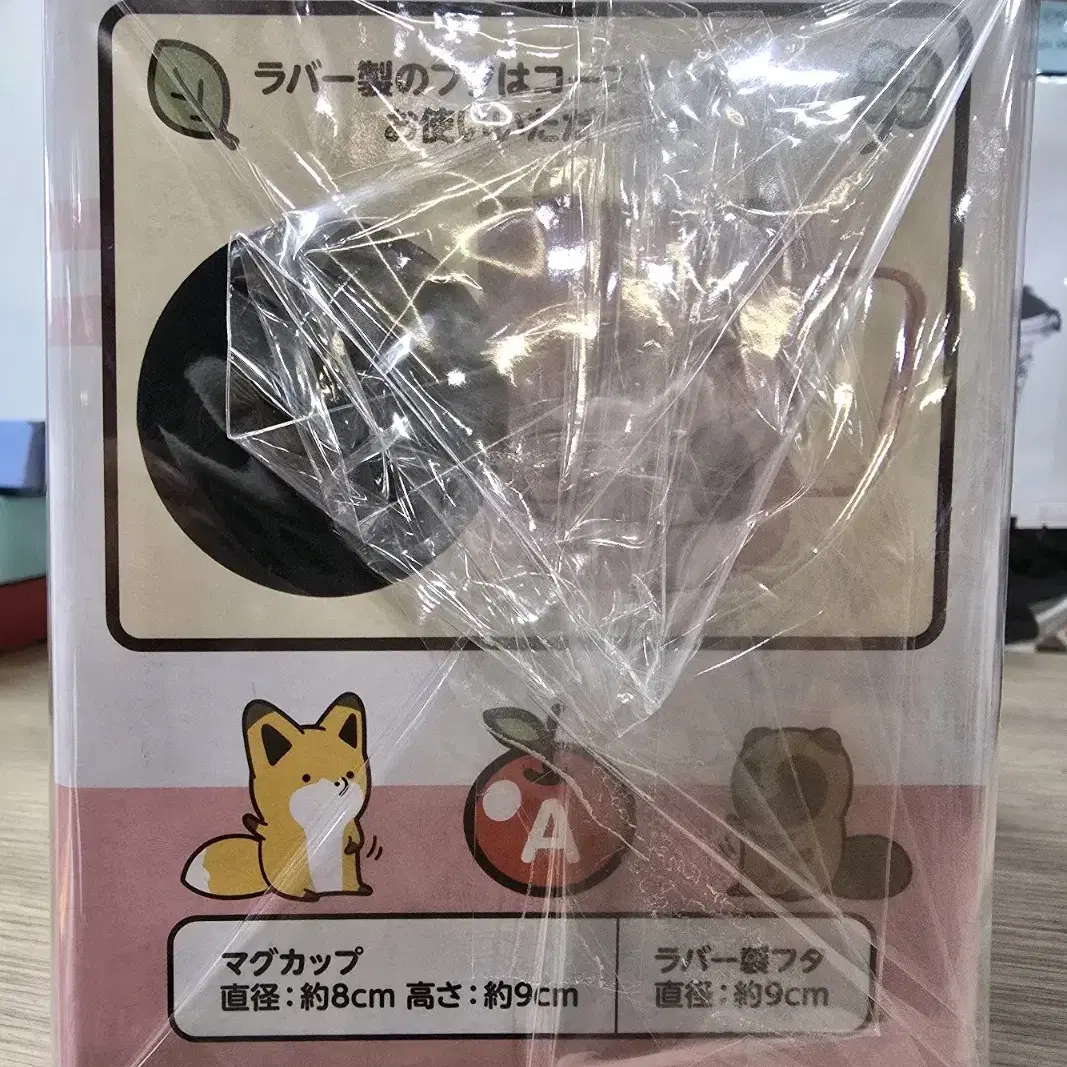 ラバー製のフタはコー
お使いいただ
A
マグカップ
直径：約8cm 高さ：約9cm
ラバー製フタ
直径：約9cm